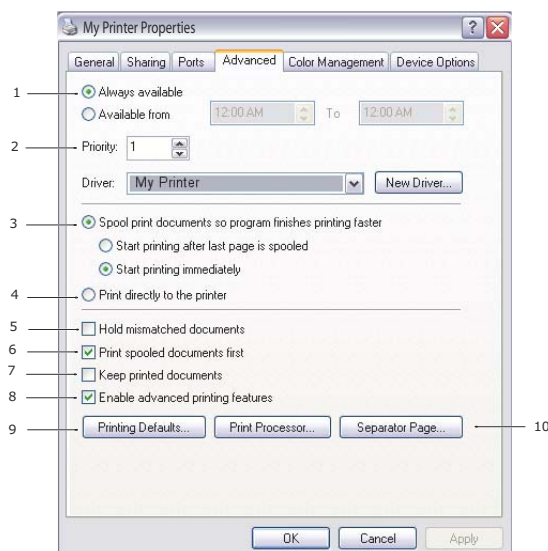 My Printer Properties ? X
General Sharing Ports Advanced Color Management Device Options
1 Always available
Available from 12:00 AM To 12:00 AM
2 Priority: 1
Driver: My Printer New Driver...
3 Spool print documents so program finishes printing faster
Start printing after last page is spooled
Start printing immediately
4 Print directly to the printer
5 Hold mismatched documents
6 Print spooled documents first
7 Keep printed documents
8 Enable advanced printing features
9 Printing Defaults... Print Processor... Separator Page... 10
OK Cancel Apply